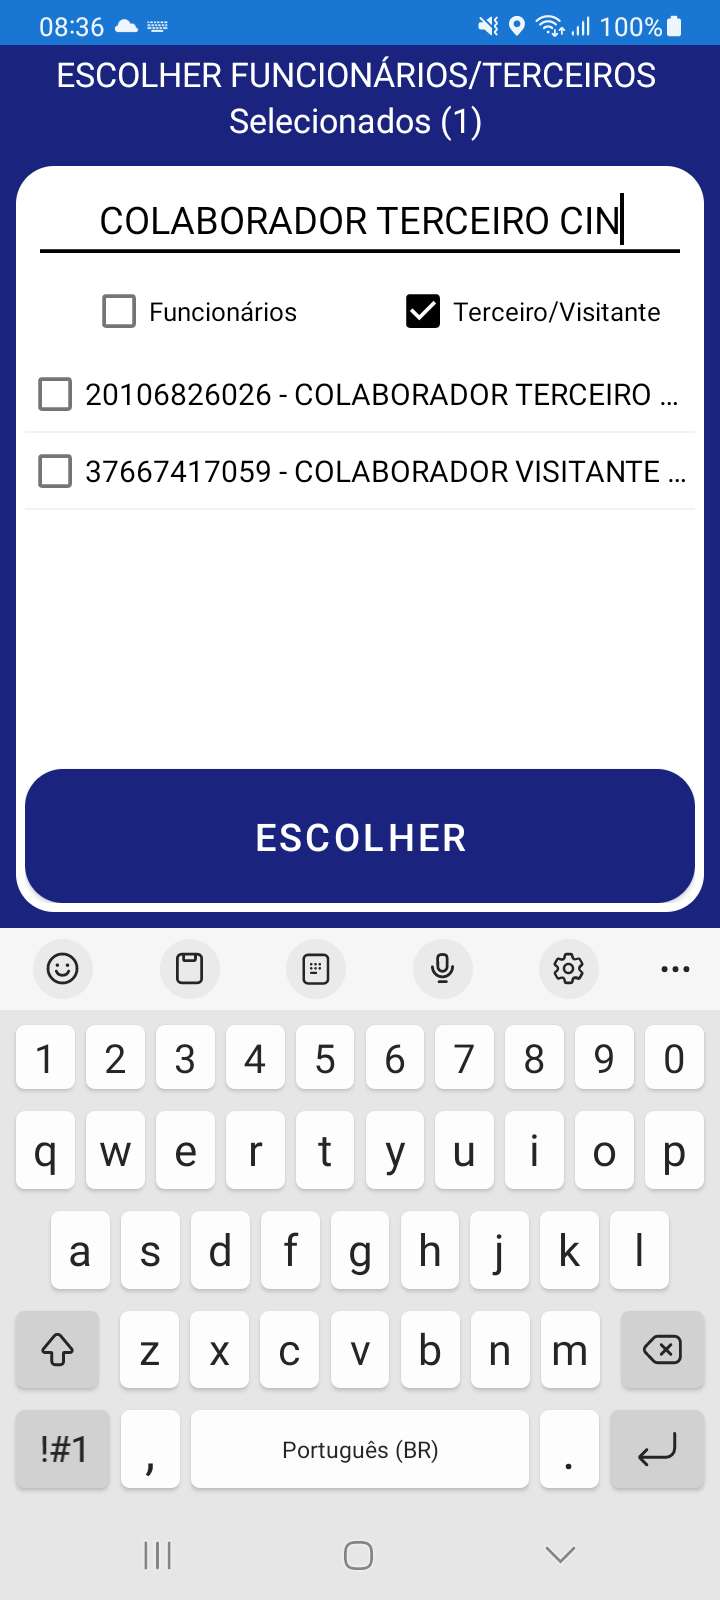 08:36 100%
ESCOLHER FUNCIONÁRIOS/TERCEIROS
Selecionados (1)
COLABORADOR TERCEIRO CIN
Funcionários Terceiro/Visitante
20106826026 - COLABORADOR TERCEIRO ...
37667417059 - COLABORADOR VISITANTE ...
ESCOLHER
1 2 3 4 5 6 7 8 9 0
q w e r t y u i o p
a s d f g h j k l
z x c v b n m
!#1 , Português (BR) .